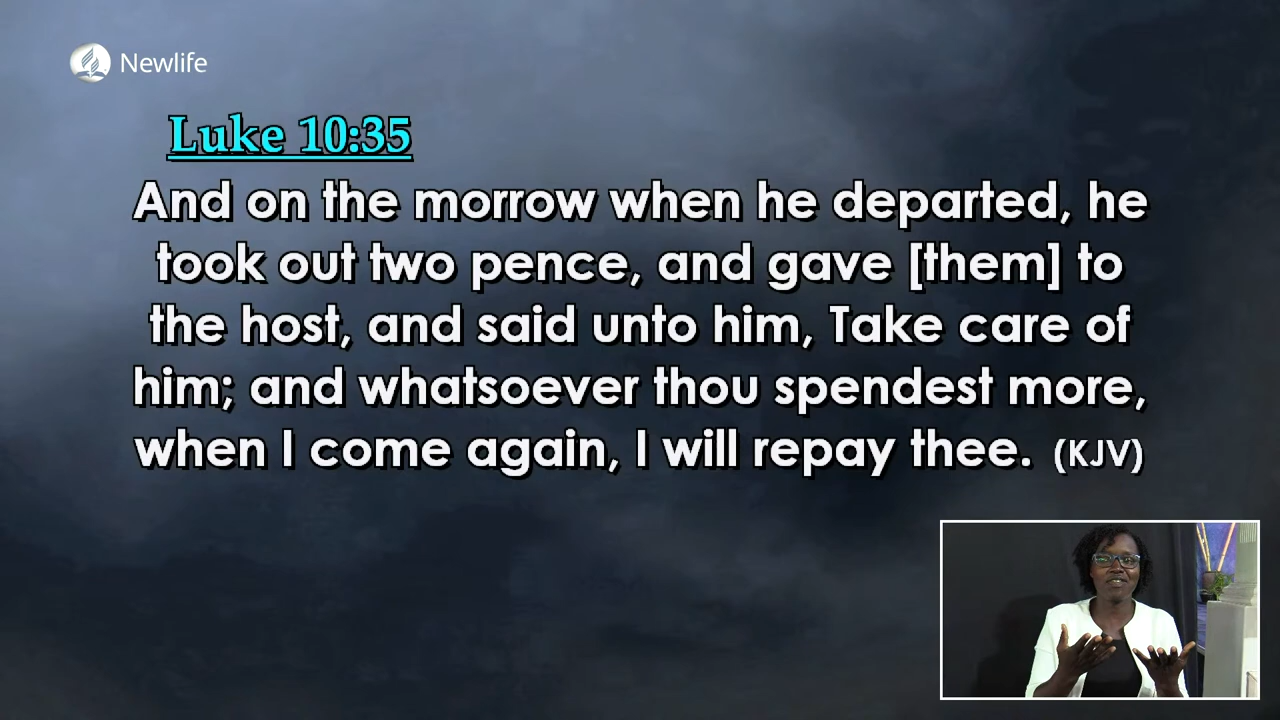 Newlife
Luke 10:35
And on the morrow when he departed, he
took out two pence, and gave [them] to
the host, and said unto him, Take care of
him; and whatsoever thou spendest more,
when I come again, I will repay thee. (KJV)